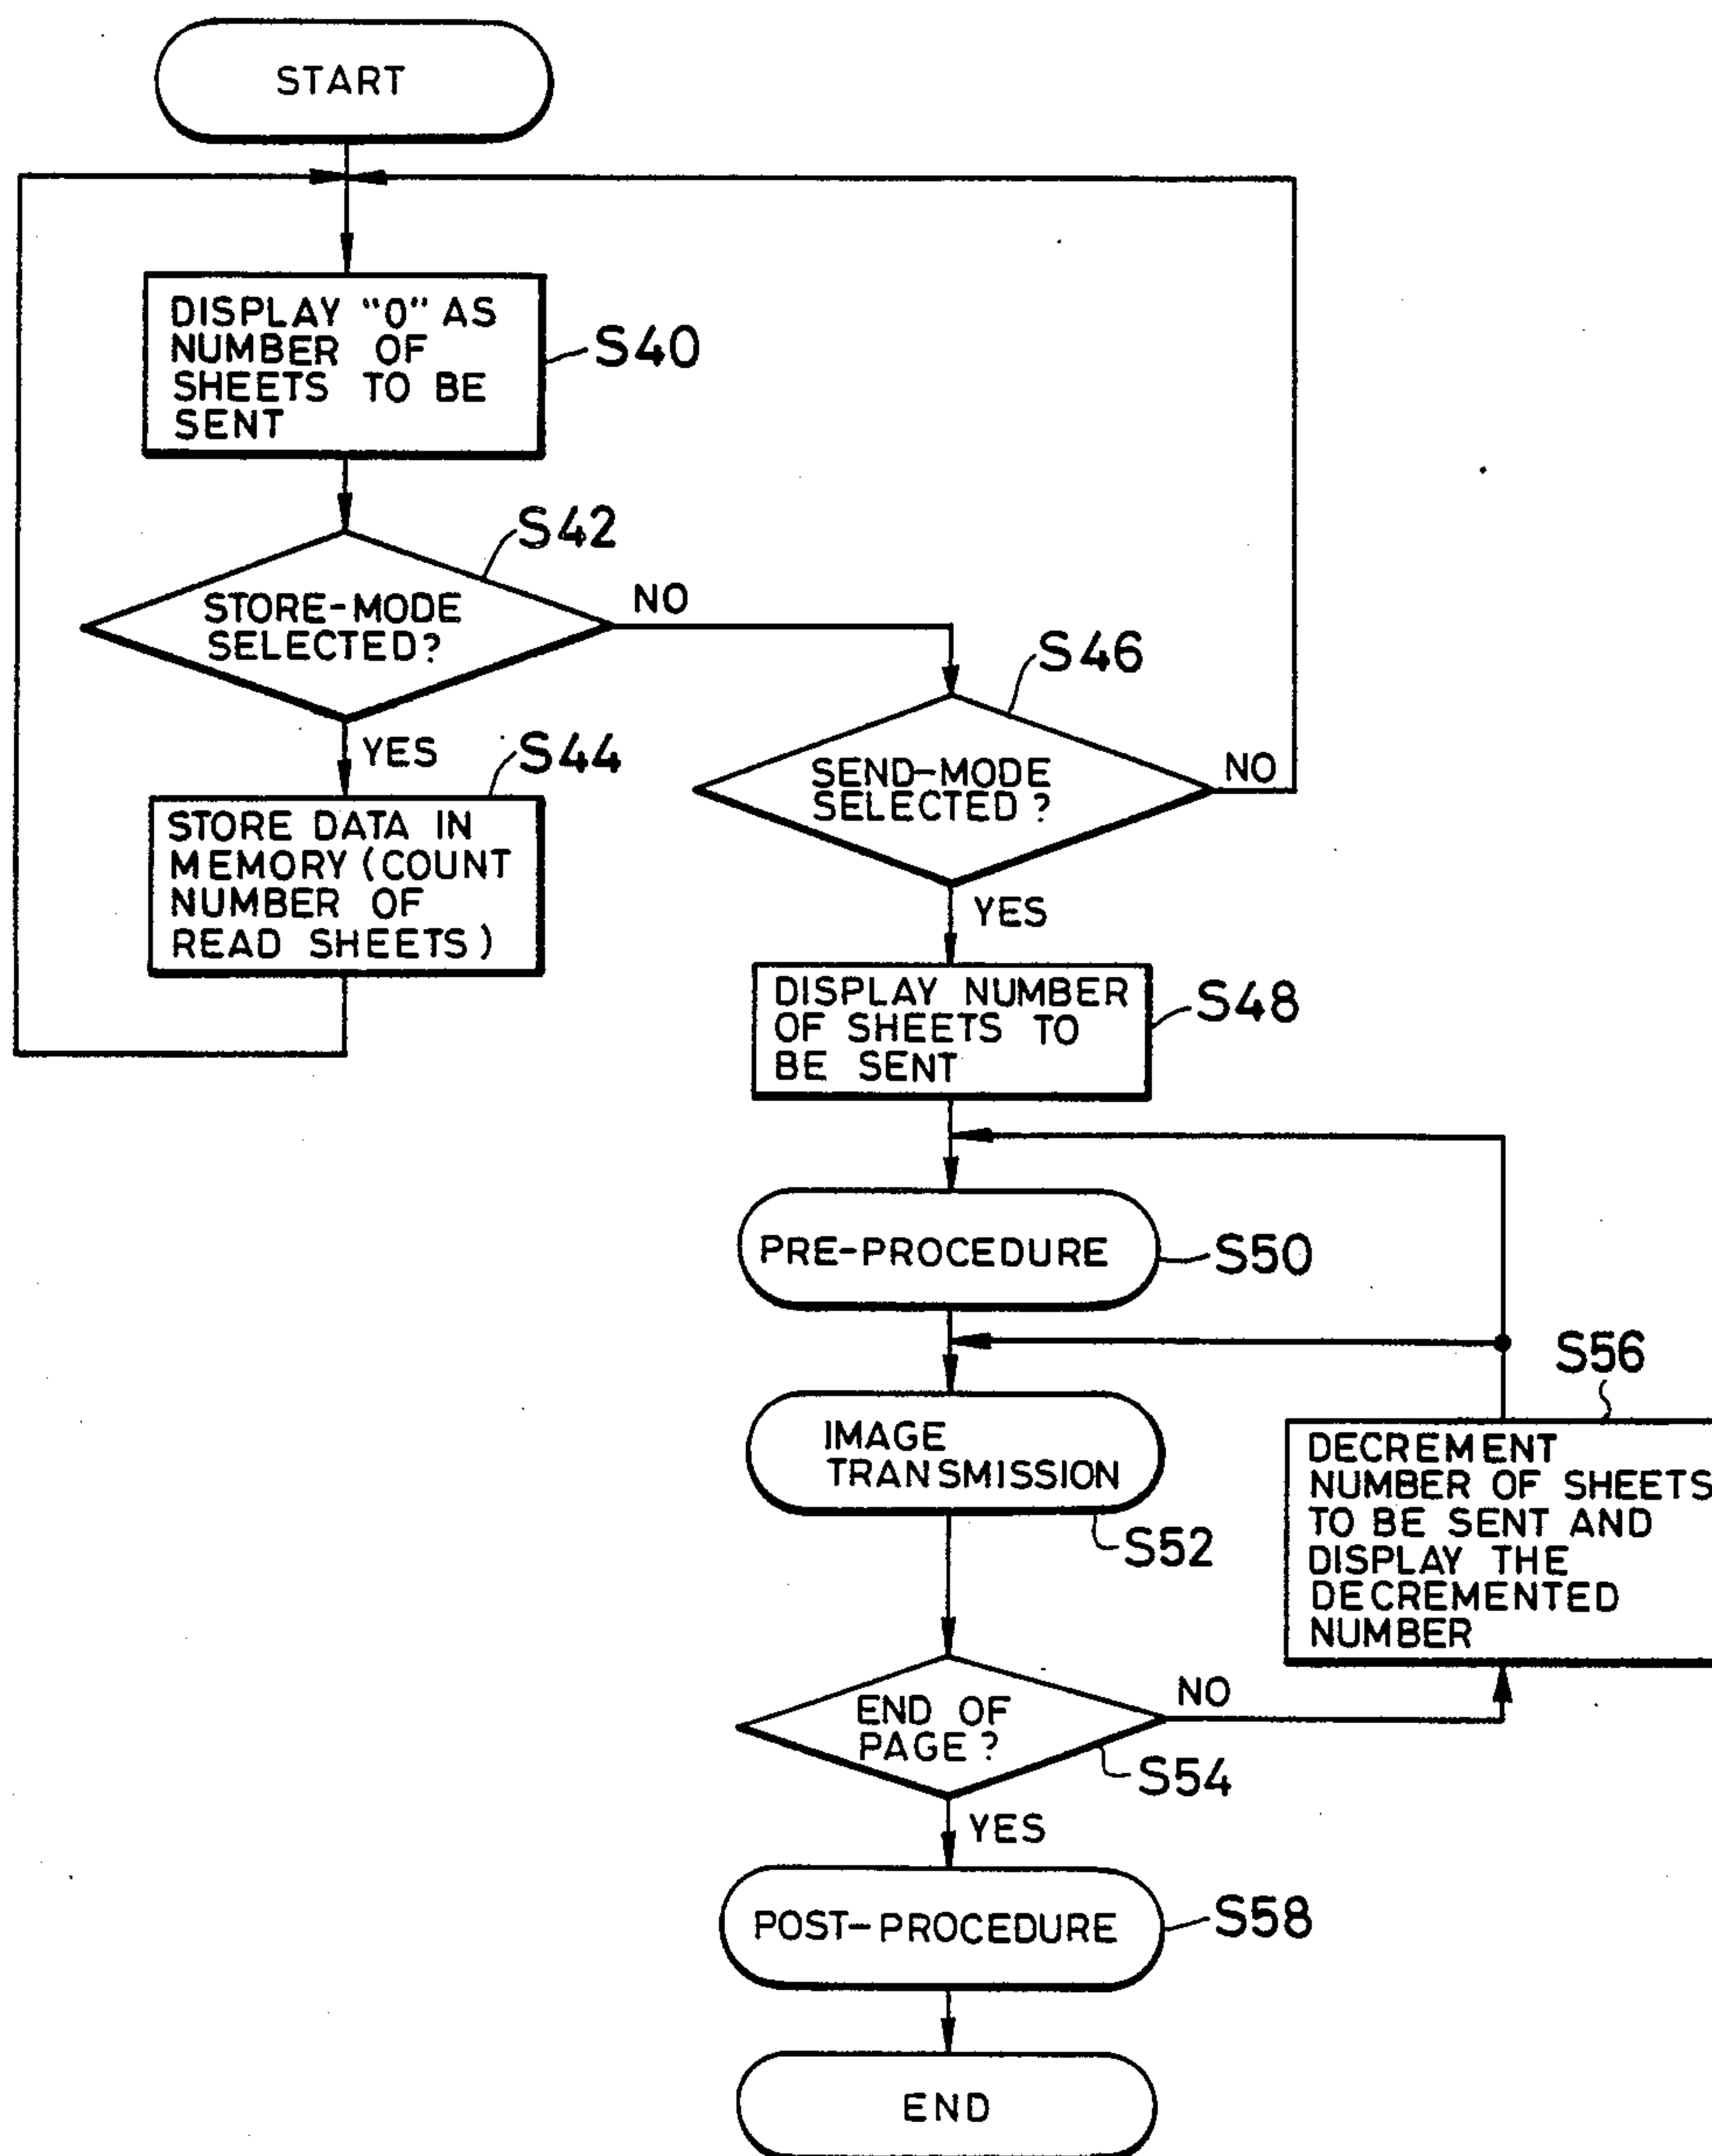 START
DISPLAY "0" AS
NUMBER OF
SHEETS TO BE
SENT
S40
S42
STORE-MODE
SELECTED?
NO
YES
S44
STORE DATA IN
MEMORY (COUNT
NUMBER OF
READ SHEETS)
S46
SEND-MODE
SELECTED?
NO
YES
DISPLAY NUMBER
OF SHEETS TO
BE SENT
S48
PRE-PROCEDURE
S50
IMAGE
TRANSMISSION
S52
S56
DECREMENT
NUMBER OF SHEETS
TO BE SENT AND
DISPLAY THE
DECREMENTED
NUMBER
END OF
PAGE?
NO
S54
YES
POST-PROCEDURE
S58
END